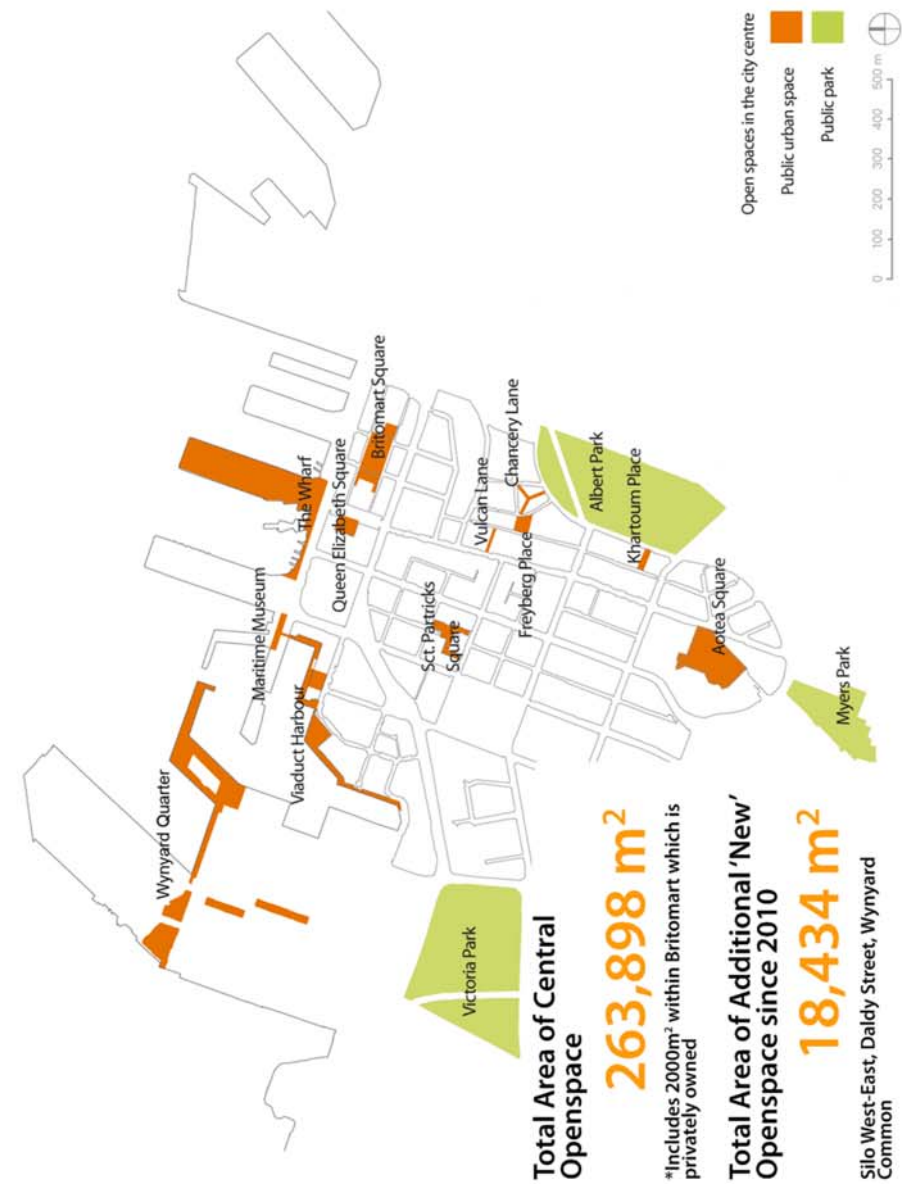 Open spaces in the city centre
Public urban space
Public park
0 100 200 300 400 500 m
Wynyard Quarter
Maritime Museum
The Wharf
Viaduct Harbour
Queen Elizabeth Square
Britomart Square
Victoria Park
Sct. Partricks
Square
Vulcan Lane
Chancery Lane
Freyberg Place
Albert Park
Khartoum Place
Aotea Square
Myers Park
Total Area of Central
Openspace
263,898 m²
*Includes 2000m² within Britomart which is
privately owned
Total Area of Additional 'New'
Openspace since 2010
18,434 m²
Silo West-East, Daldy Street, Wynyard
Common